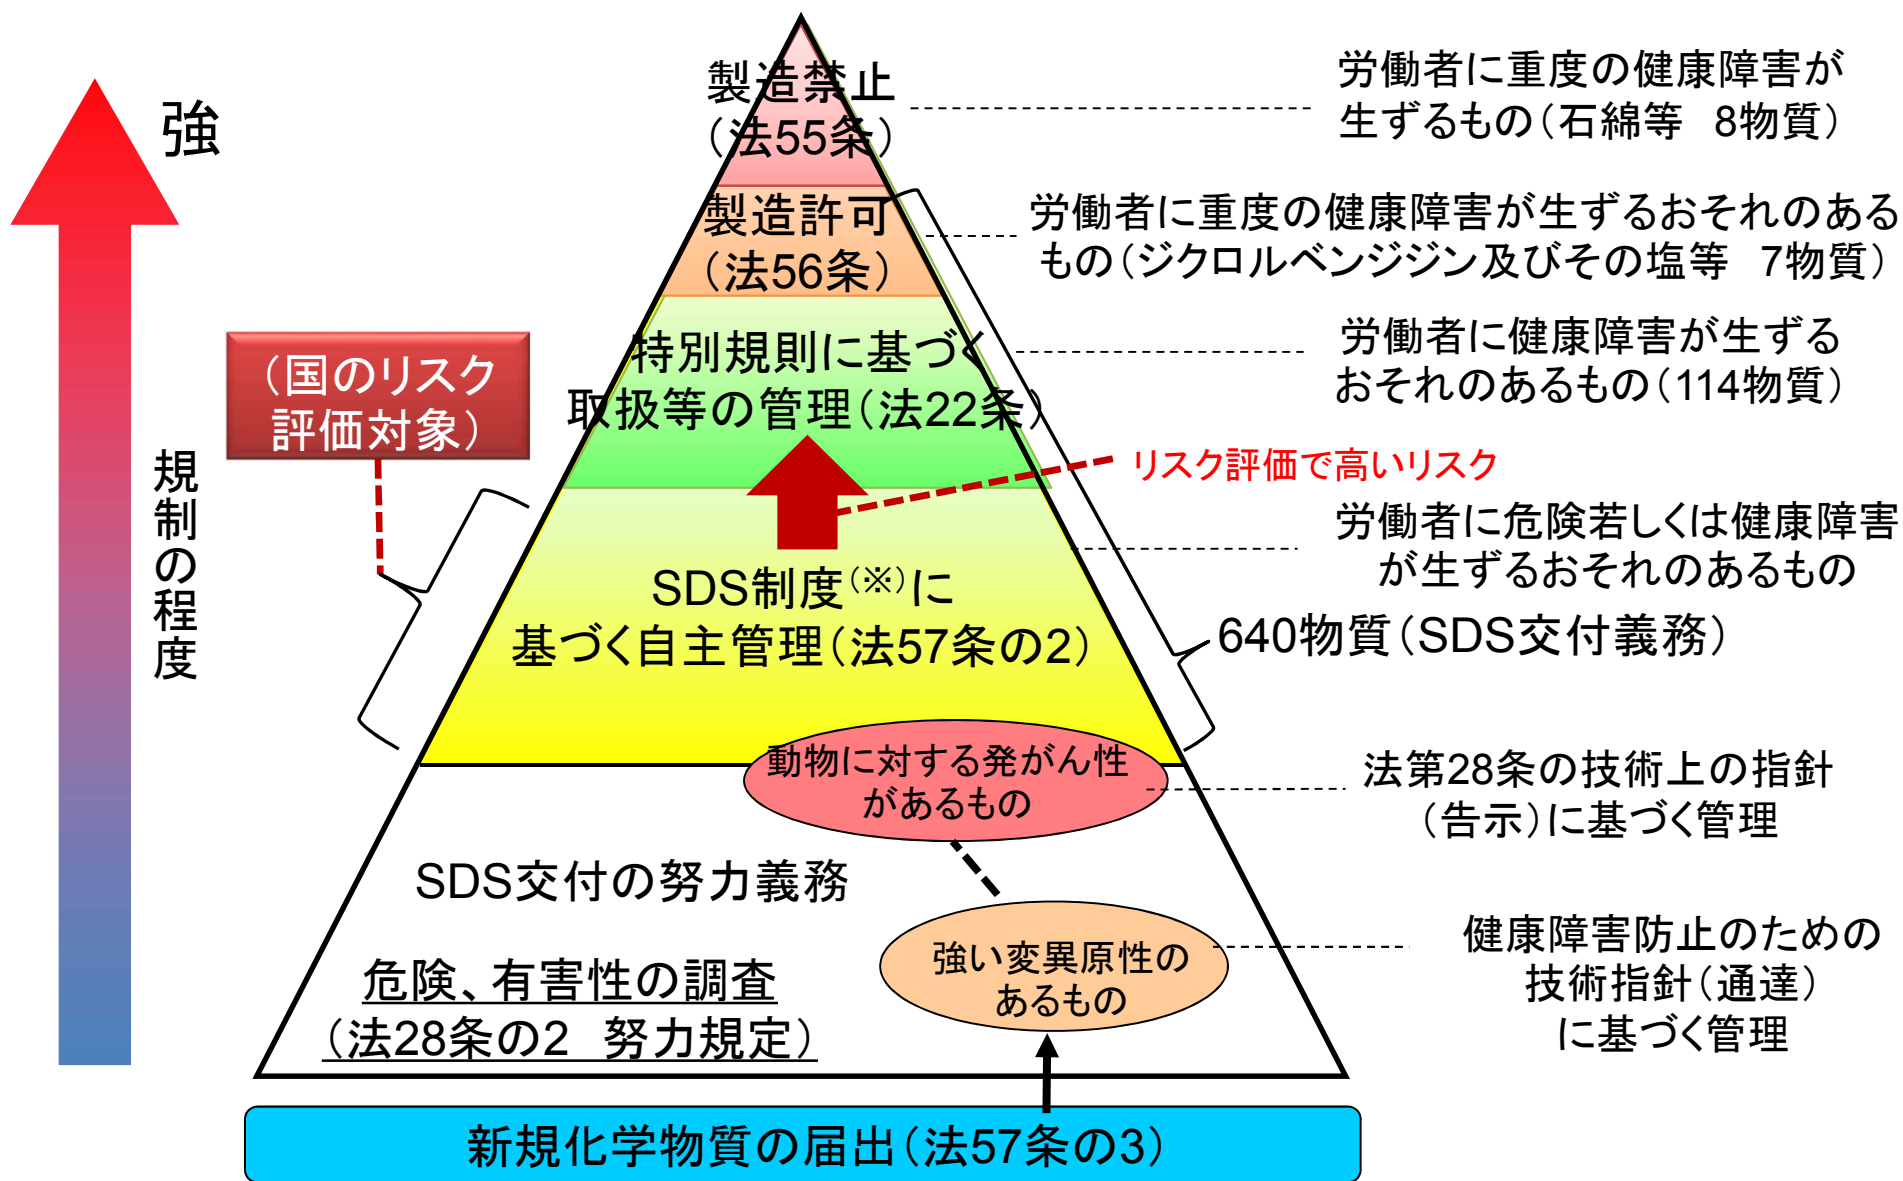 強
規制の程度
製造禁止
（法55条）
労働者に重度の健康障害が
生ずるもの（石綿等　8物質）
製造許可
（法56条）
労働者に重度の健康障害が生ずるおそれのある
もの（ジクロルベンジジン及びその塩等　7物質）
（国のリスク
評価対象）
特別規則に基づく
取扱等の管理（法22条）
労働者に健康障害が生ずる
おそれのあるもの（114物質）
リスク評価で高いリスク
SDS制度（※）に
基づく自主管理（法57条の2）
労働者に危険若しくは健康障害
が生ずるおそれのあるもの
640物質（SDS交付義務）
動物に対する発がん性
があるもの
法第28条の技術上の指針
（告示）に基づく管理
SDS交付の努力義務
危険、有害性の調査
（法28条の2　努力規定）
強い変異原性の
あるもの
健康障害防止のための
技術指針（通達）
に基づく管理
新規化学物質の届出（法57条の3）